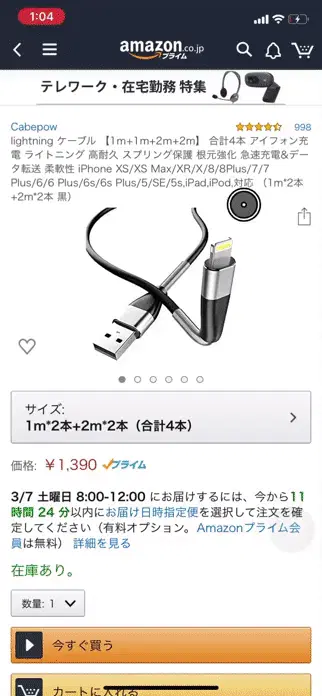 1:04
amazon.co.jp
プライム
テレワーク・在宅勤務 特集
Cabepow
998
lightning ケーブル 【1m+1m+2m+2m】 合計4本 アイフォン充
電 ライトニング 高耐久 スプリング保護 根元強化 急速充電&デー
タ転送 柔軟性 iPhone XS/XS Max/XR/X/8/8Plus/7/7
Plus/6/6 Plus/6s/6s Plus/5/SE/5s,iPad,iPod,対応 （1m*2本
+2m*2本 黒）
サイズ:
1m*2本+2m*2本（合計4本）
価格: ￥1,390 プライム
3/7 土曜日 8:00-12:00 にお届けするには、今から11
時間 24 分以内にお届け日時指定便を選択して注文を確
定してください（有料オプション。Amazonプライム会
員は無料） 詳細を見る
在庫あり。
数量: 1
今すぐ買う
カートに入れる